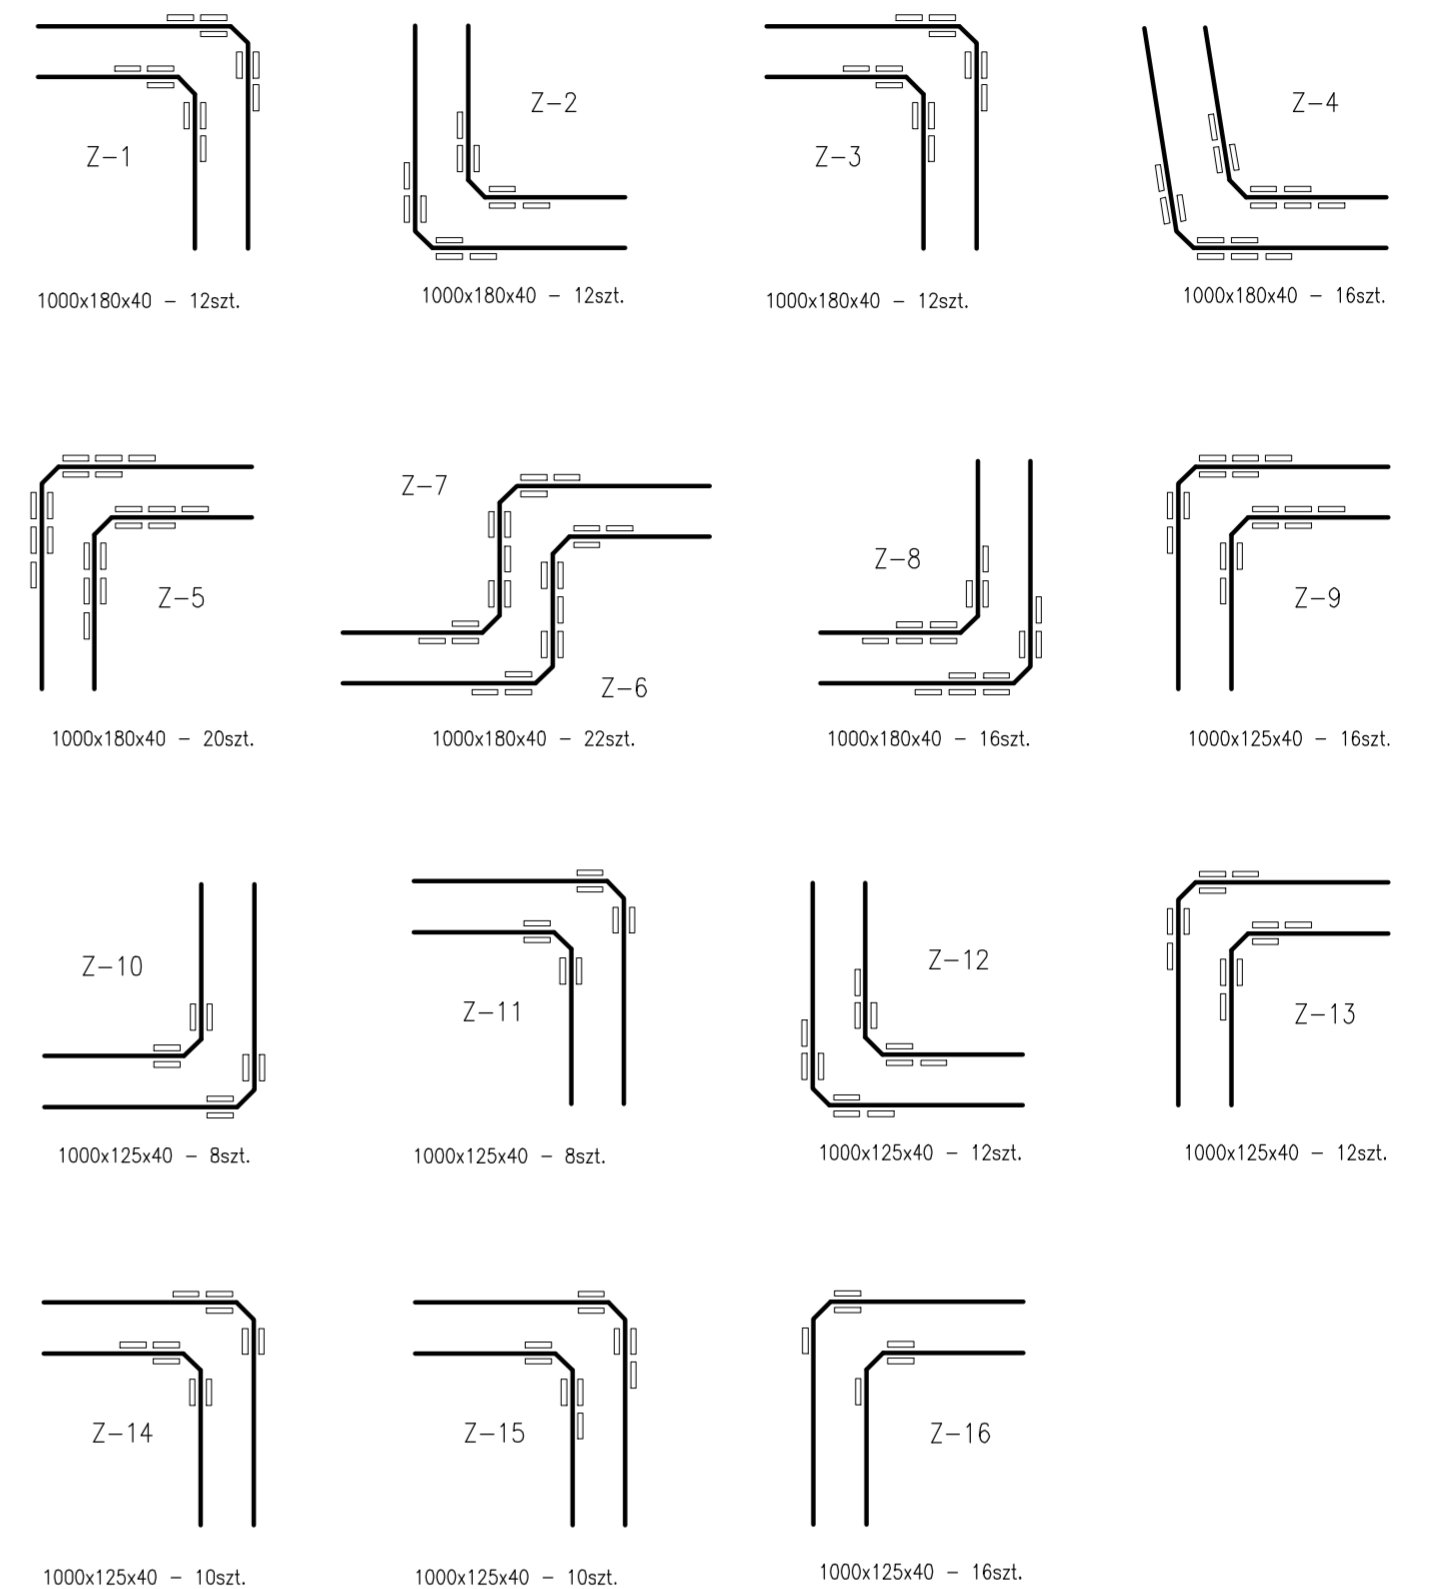 Z-1
Z-2
Z-3
Z-4
1000x180x40 - 12szt.
1000x180x40 - 12szt.
1000x180x40 - 12szt.
1000x180x40 - 16szt.
Z-5
Z-7
Z-6
Z-8
Z-9
1000x180x40 - 20szt.
1000x180x40 - 22szt.
1000x180x40 - 16szt.
1000x125x40 - 16szt.
Z-10
Z-11
Z-12
Z-13
1000x125x40 - 8szt.
1000x125x40 - 8szt.
1000x125x40 - 12szt.
1000x125x40 - 12szt.
Z-14
Z-15
Z-16
1000x125x40 - 10szt.
1000x125x40 - 10szt.
1000x125x40 - 16szt.